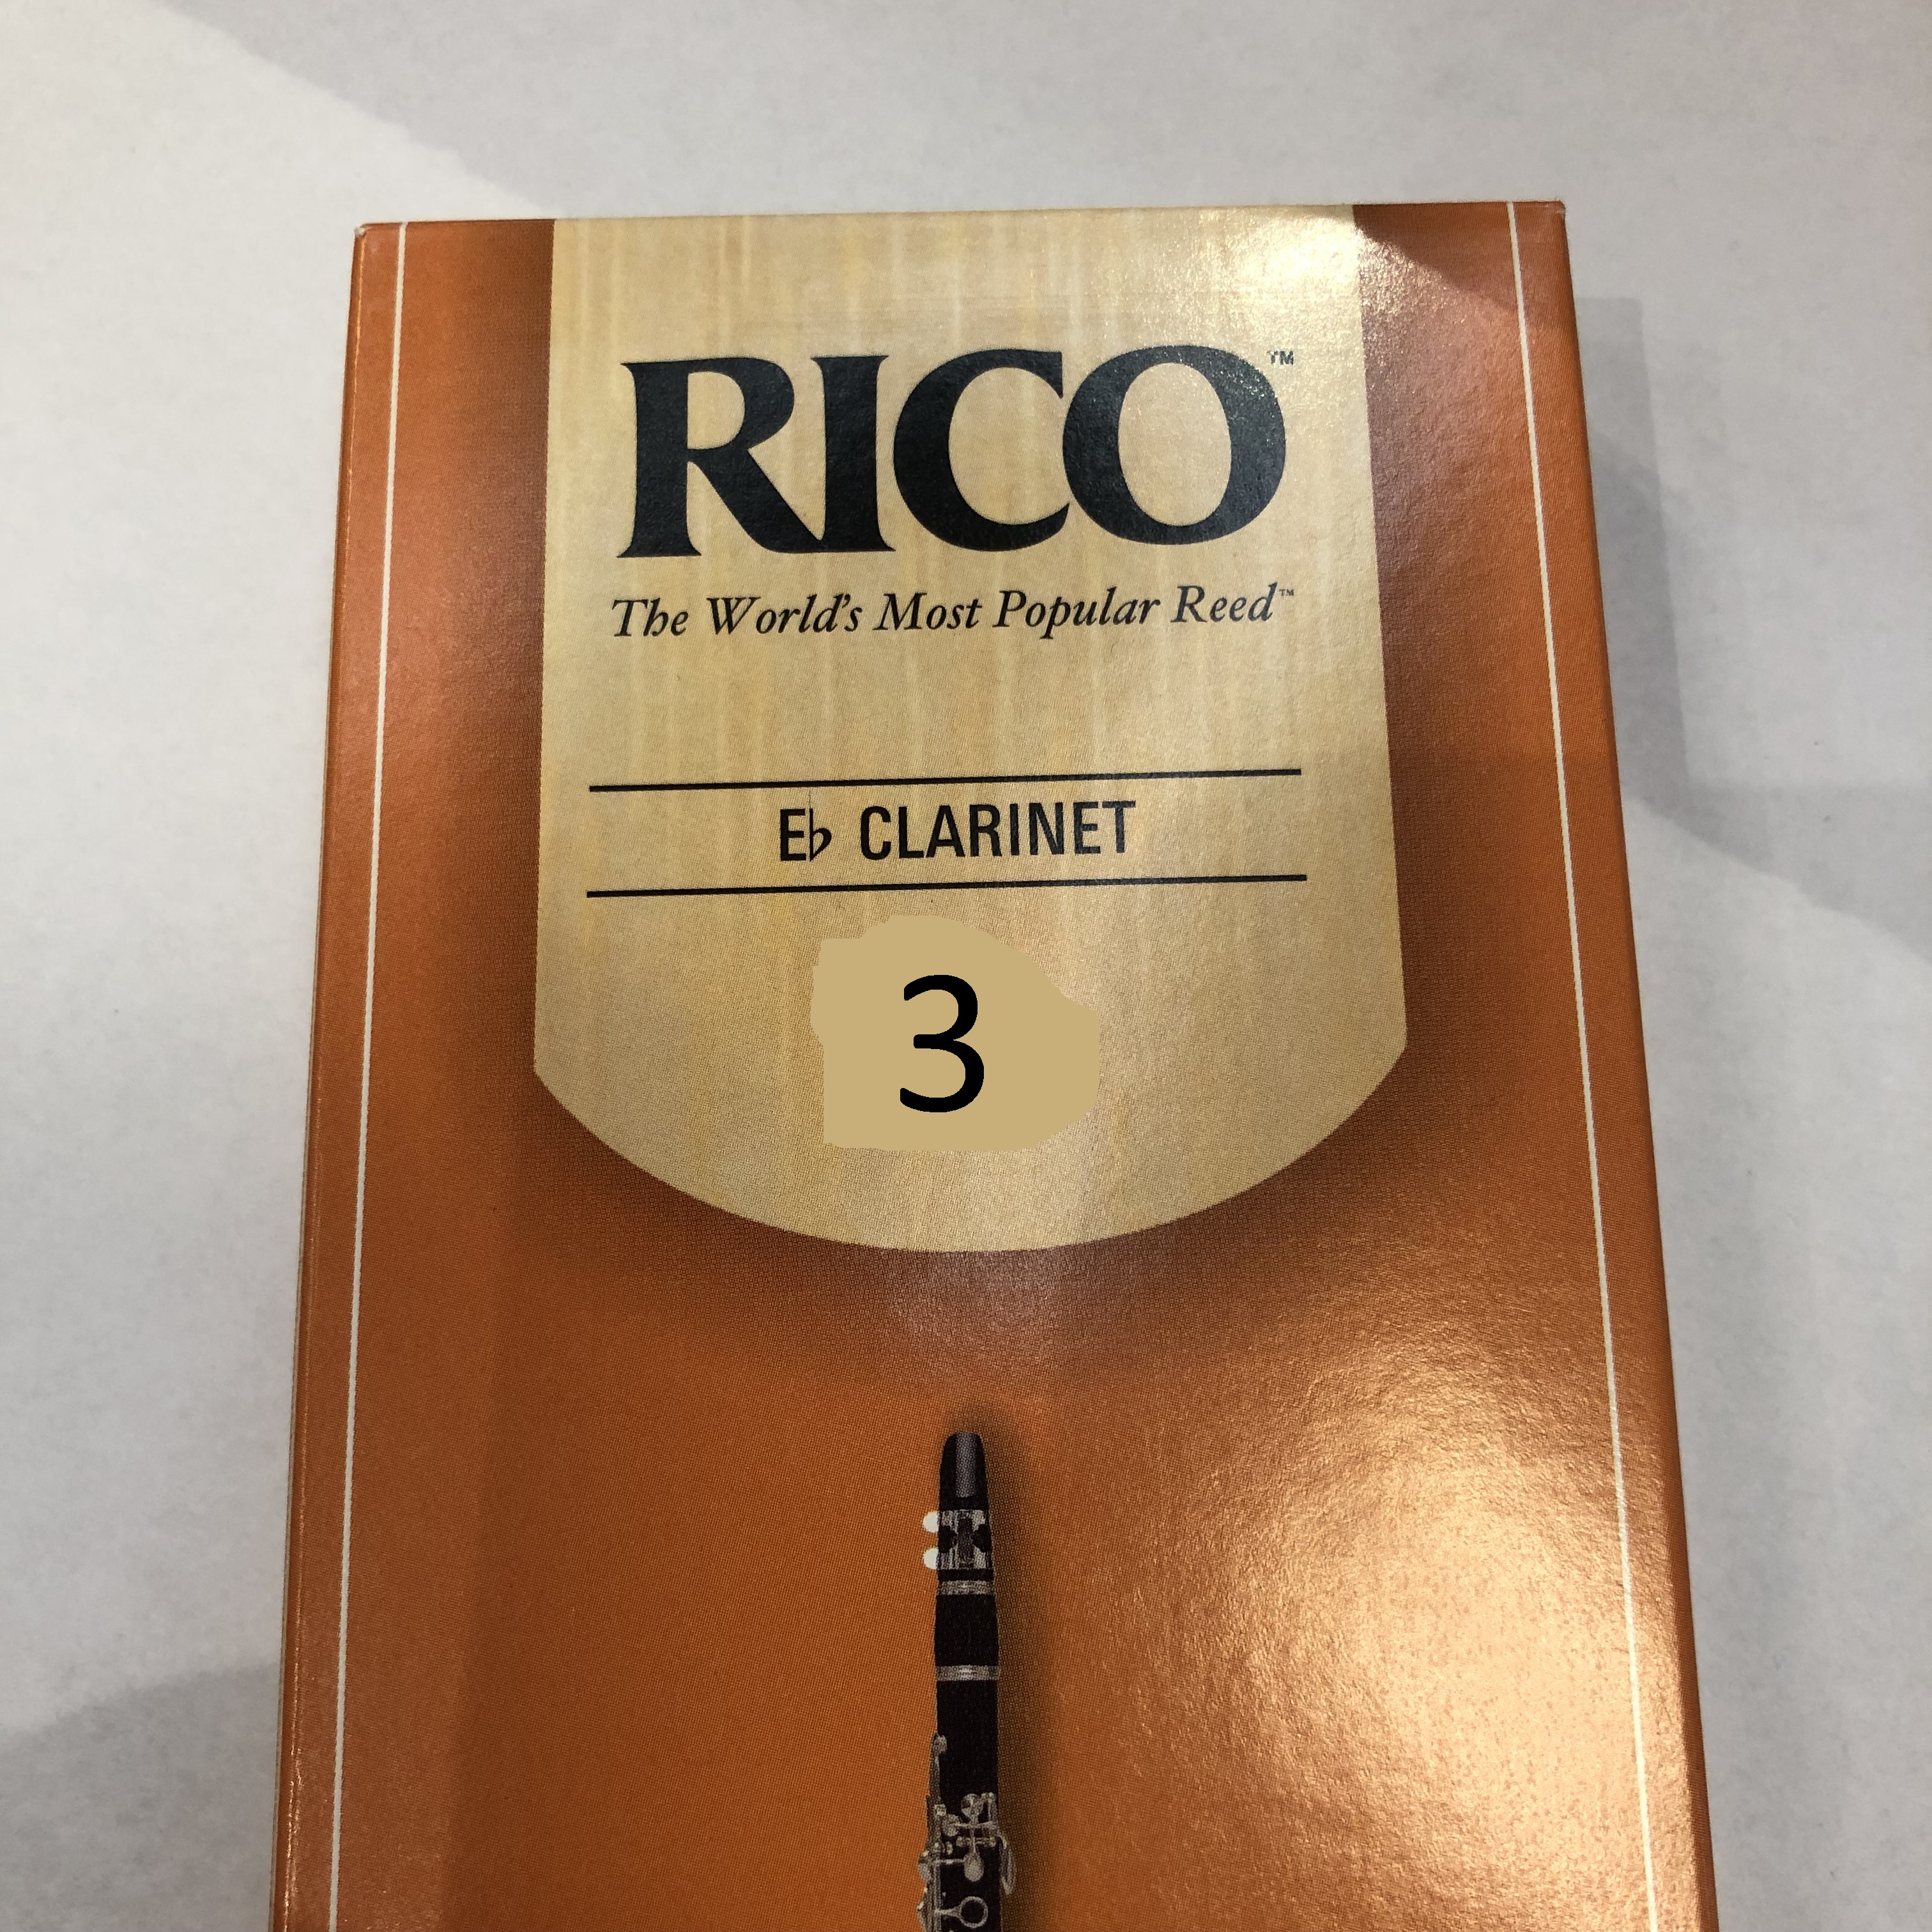 RICO™
The World's Most Popular Reed™
E♭ CLARINET
3